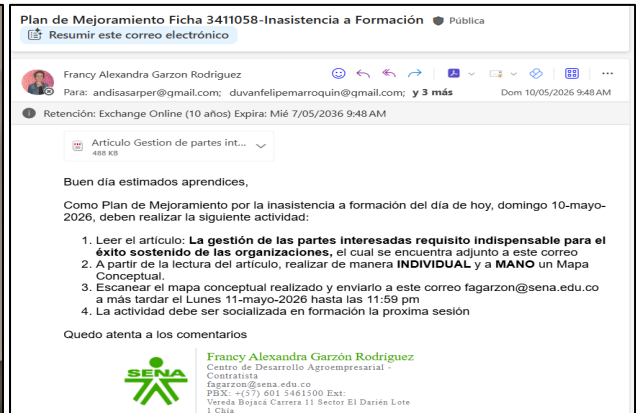 Plan de Mejoramiento Ficha 3411058-Inasistencia a Formación Pública
Resumir este correo electrónico
Francy Alexandra Garzon Rodriguez
Para: andisasarper@gmail.com; duvanfelipemarroquin@gmail.com; y 3 más
Dom 10/05/2026 9:48 AM
Retención: Exchange Online (10 años) Expira: Mié 7/05/2036 9:48 AM
Articulo Gestion de partes int...
488 KB
Buen día estimados aprendices,
Como Plan de Mejoramiento por la inasistencia a formación del día de hoy, domingo 10-mayo-
2026, deben realizar la siguiente actividad:
1. Leer el artículo: La gestión de las partes interesadas requisito indispensable para el
éxito sostenido de las organizaciones, el cual se encuentra adjunto a este correo
2. A partir de la lectura del artículo, realizar de manera INDIVIDUAL y a MANO un Mapa
Conceptual.
3. Escanear el mapa conceptual realizado y enviarlo a este correo fagarzon@sena.edu.co
a más tardar el Lunes 11-mayo-2026 hasta las 11:59 pm
4. La actividad debe ser socializada en formación la proxima sesión
Quedo atenta a los comentarios
SENA
Francy Alexandra Garzón Rodríguez
Centro de Desarrollo Agroempresarial -
Contratista
fagarzon@sena.edu.co
PBX: +(57) 601 5461500 Ext:
Vereda Bojacá Carrera 11 Sector El Darién Lote
1 Chía